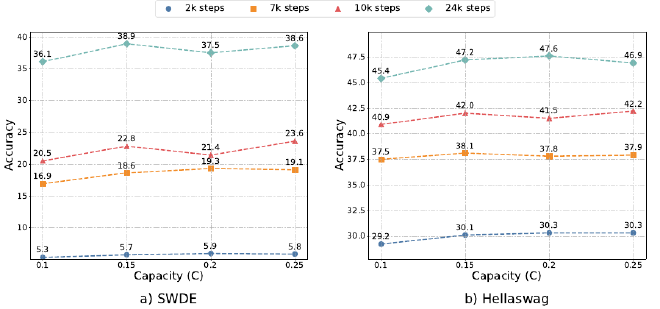 2k steps 7k steps 10k steps 24k steps
40
35
30
25
20
15
10
Accuracy
36.1 38.9 37.5 38.6
20.5 22.8 21.4 23.6
16.9 18.6 19.3 19.1
5.3 5.7 5.9 5.8
0.1 0.15 0.2 0.25
Capacity (C)
a) SWDE
47.5
45.0
42.5
40.0
37.5
35.0
32.5
30.0
Accuracy
45.4 47.2 47.6 46.9
40.9 42.0 41.5 42.2
37.5 38.1 37.8 37.9
29.2 30.1 30.3 30.3
0.1 0.15 0.2 0.25
Capacity (C)
b) Hellaswag